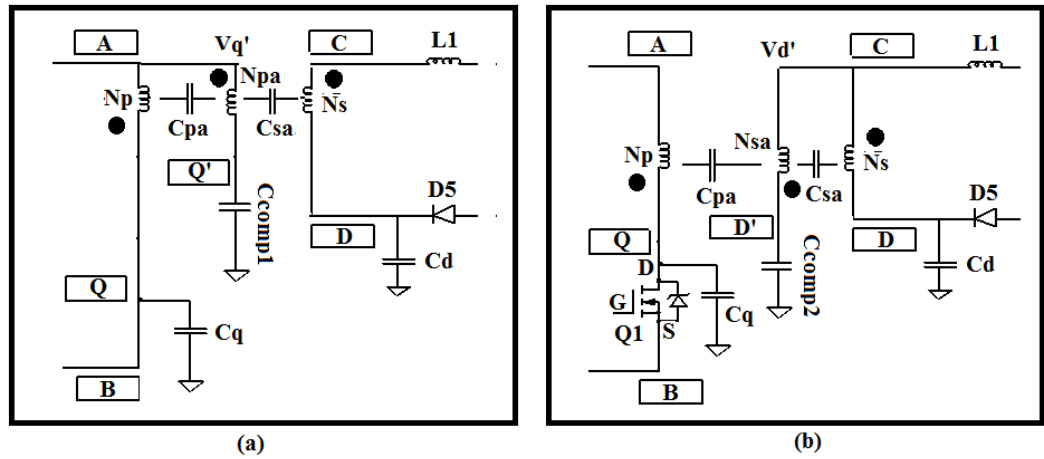 A
Vq'
C
L1
Np
Npa
Ns
Cpa
Csa
Q'
Ccomp1
D5
D
Cd
Q
Cq
B
(a)
A
Vd'
C
L1
Np
Nsa
Ns
Cpa
Csa
D5
D'
D
Q
D
Ccomp2
Cd
G
Cq
Q1
S
B
(b)